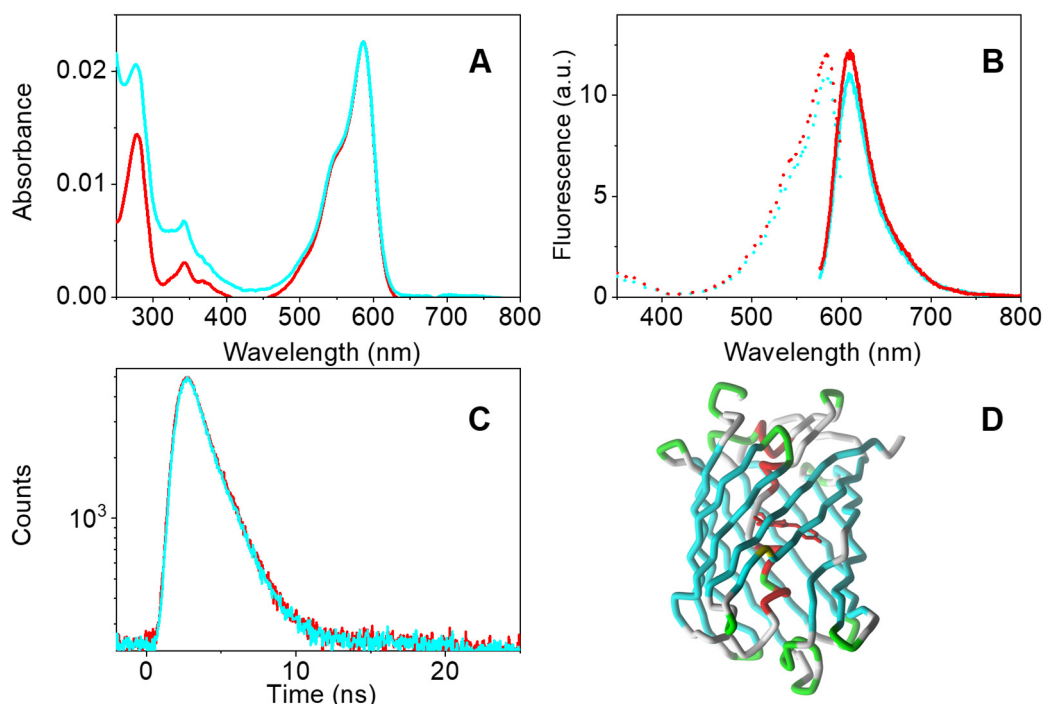 A
Absorbance
0.02
0.01
0.00
300 400 500 600 700 800
Wavelength (nm)
B
Fluorescence (a.u.)
10
5
0
400 500 600 700 800
Wavelength (nm)
C
Counts
10³
0 10 20
Time (ns)
D